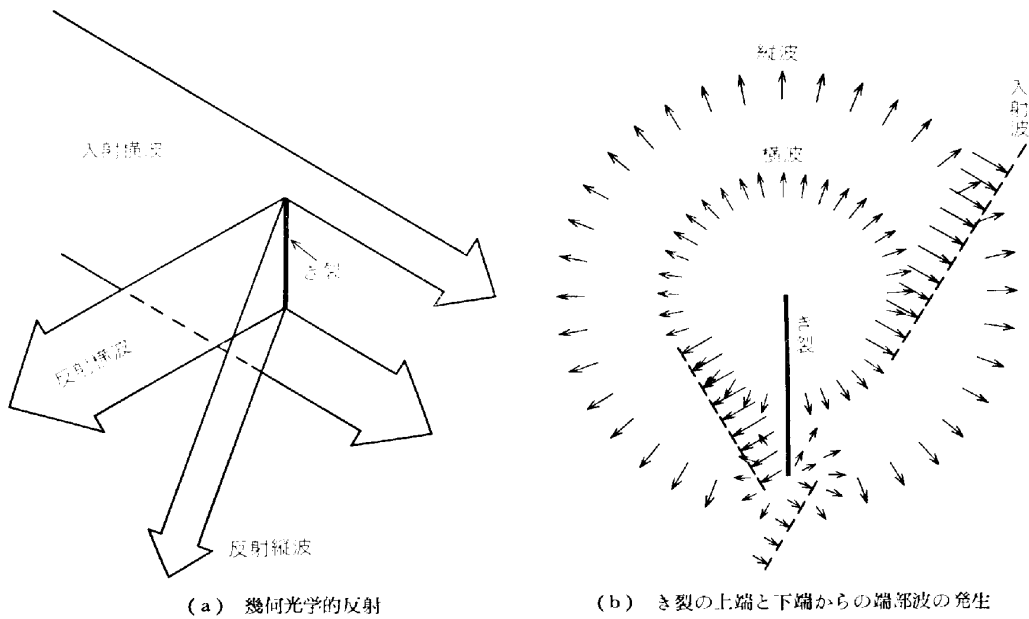 入射横波
き裂
反射横波
反射縦波
(a) 幾何光学的反射
縦波
入射波
横波
き裂
(b) き裂の上端と下端からの端部波の発生